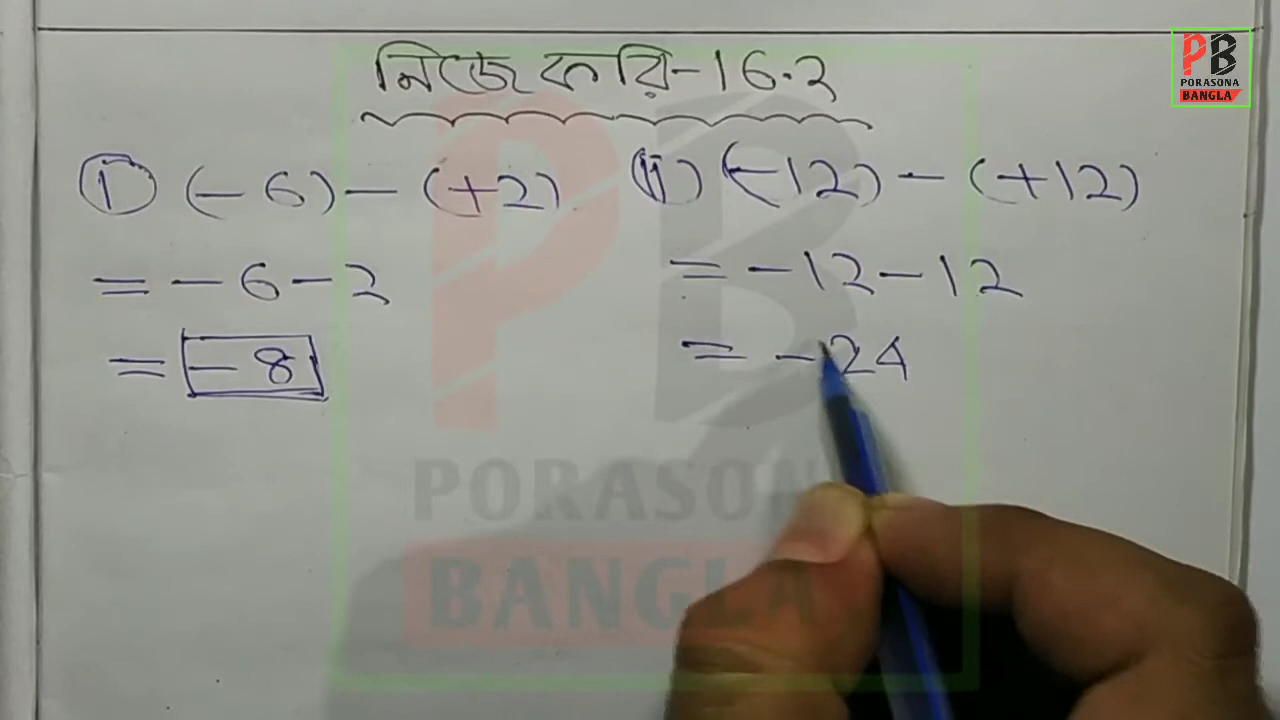 PB
PORASONA
BANGLA
নিজে করি-16.2
(i) (-6)-(+2)
= -6-2
= -8
(ii) (-12)-(+12)
= -12-12
= -24
PB
PORASONA
BANGLA